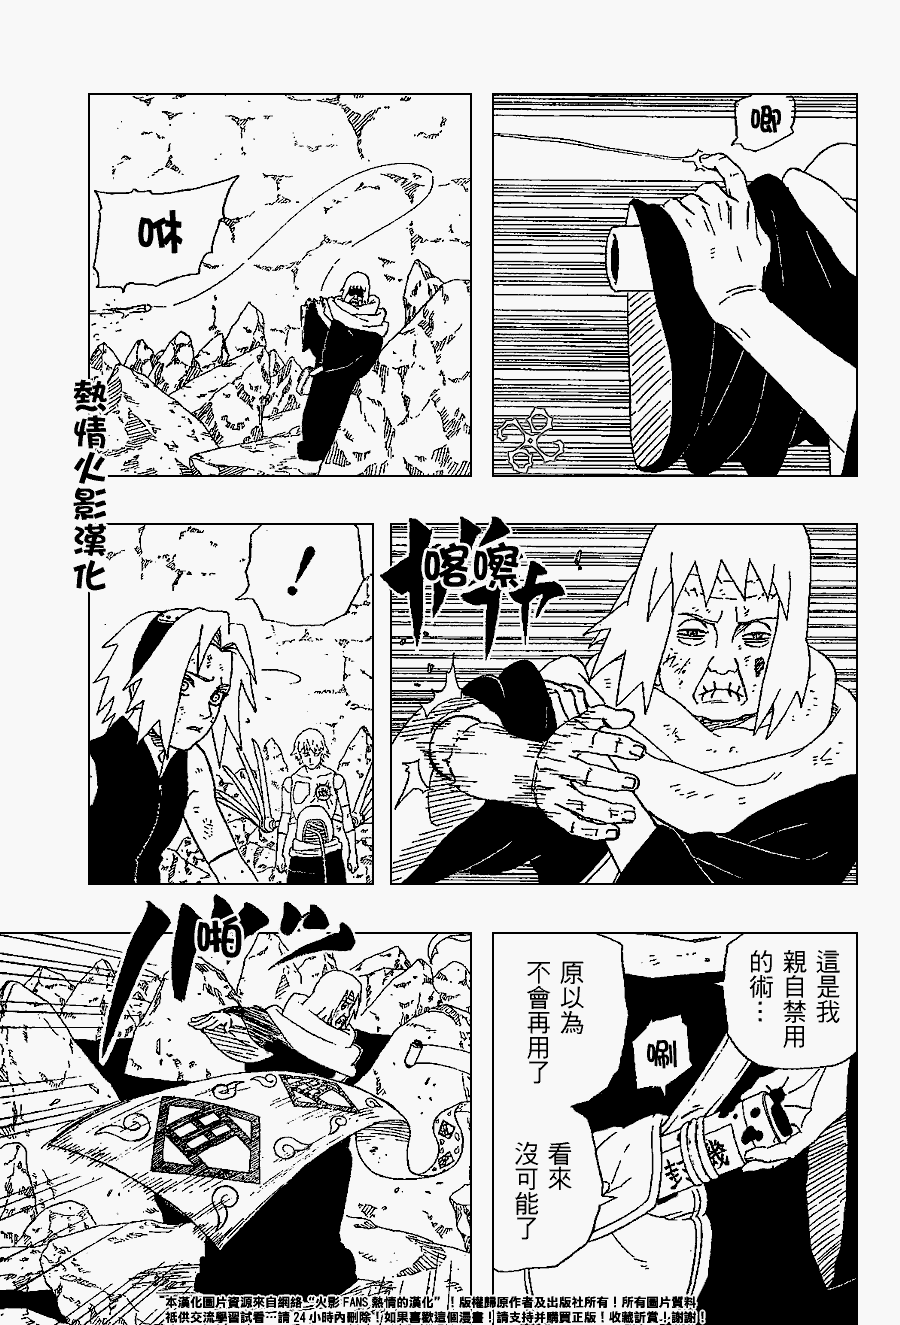 唧
咻
喀嚓
！
這是我
親自禁用
的術…
原以為
不會再用了
唰
看來
沒可能了
封
機
啪
熱情火影漢化
本漢化圖片資源來自網絡“火影FANS 熱情的漢化”！版權歸原作者及出版社所有！所有圖片資料
祗供交流學習試看…請24小時內刪除！如果喜歡這個漫畫！請支持并購買正版！收藏訢賞！謝謝！